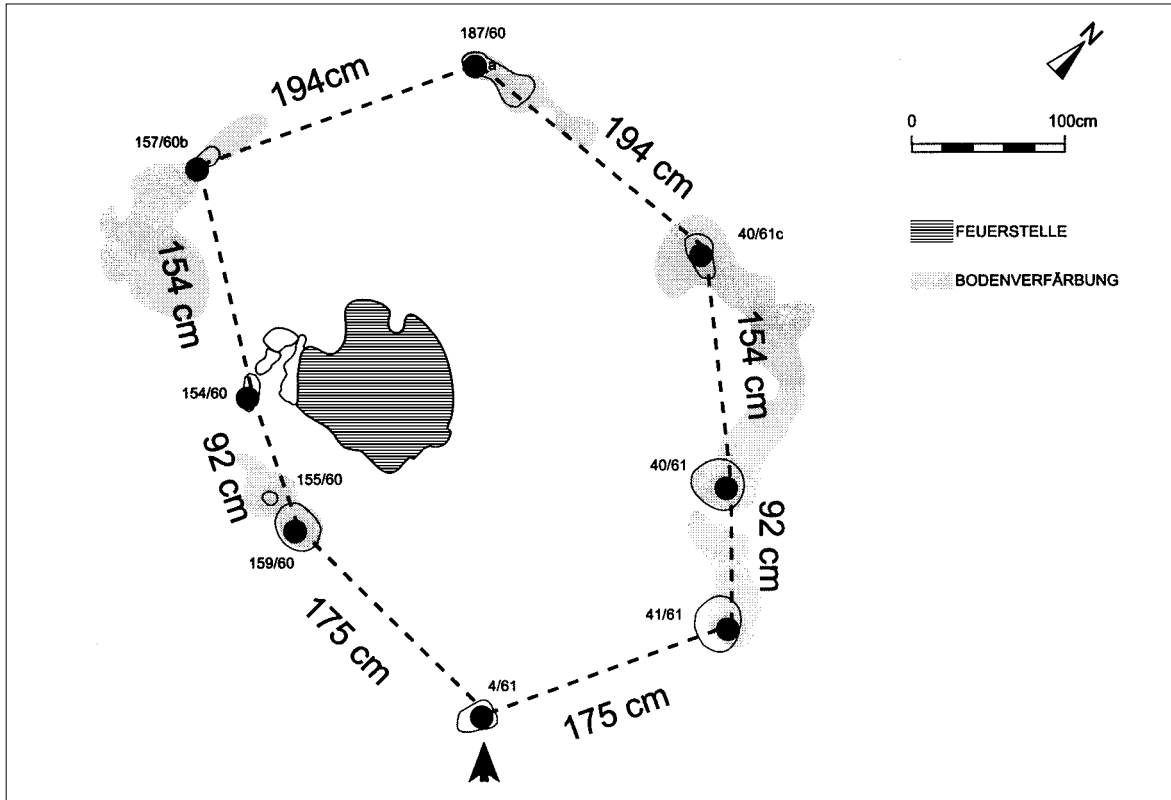 187/60
a
N
194cm
0 100cm
157/60b
194 cm
40/61c
FEUERSTELLE
BODENVERFÄRBUNG
154 cm
154 cm
154/60
92 cm
155/60
40/61
92 cm
159/60
175 cm
41/61
4/61
175 cm